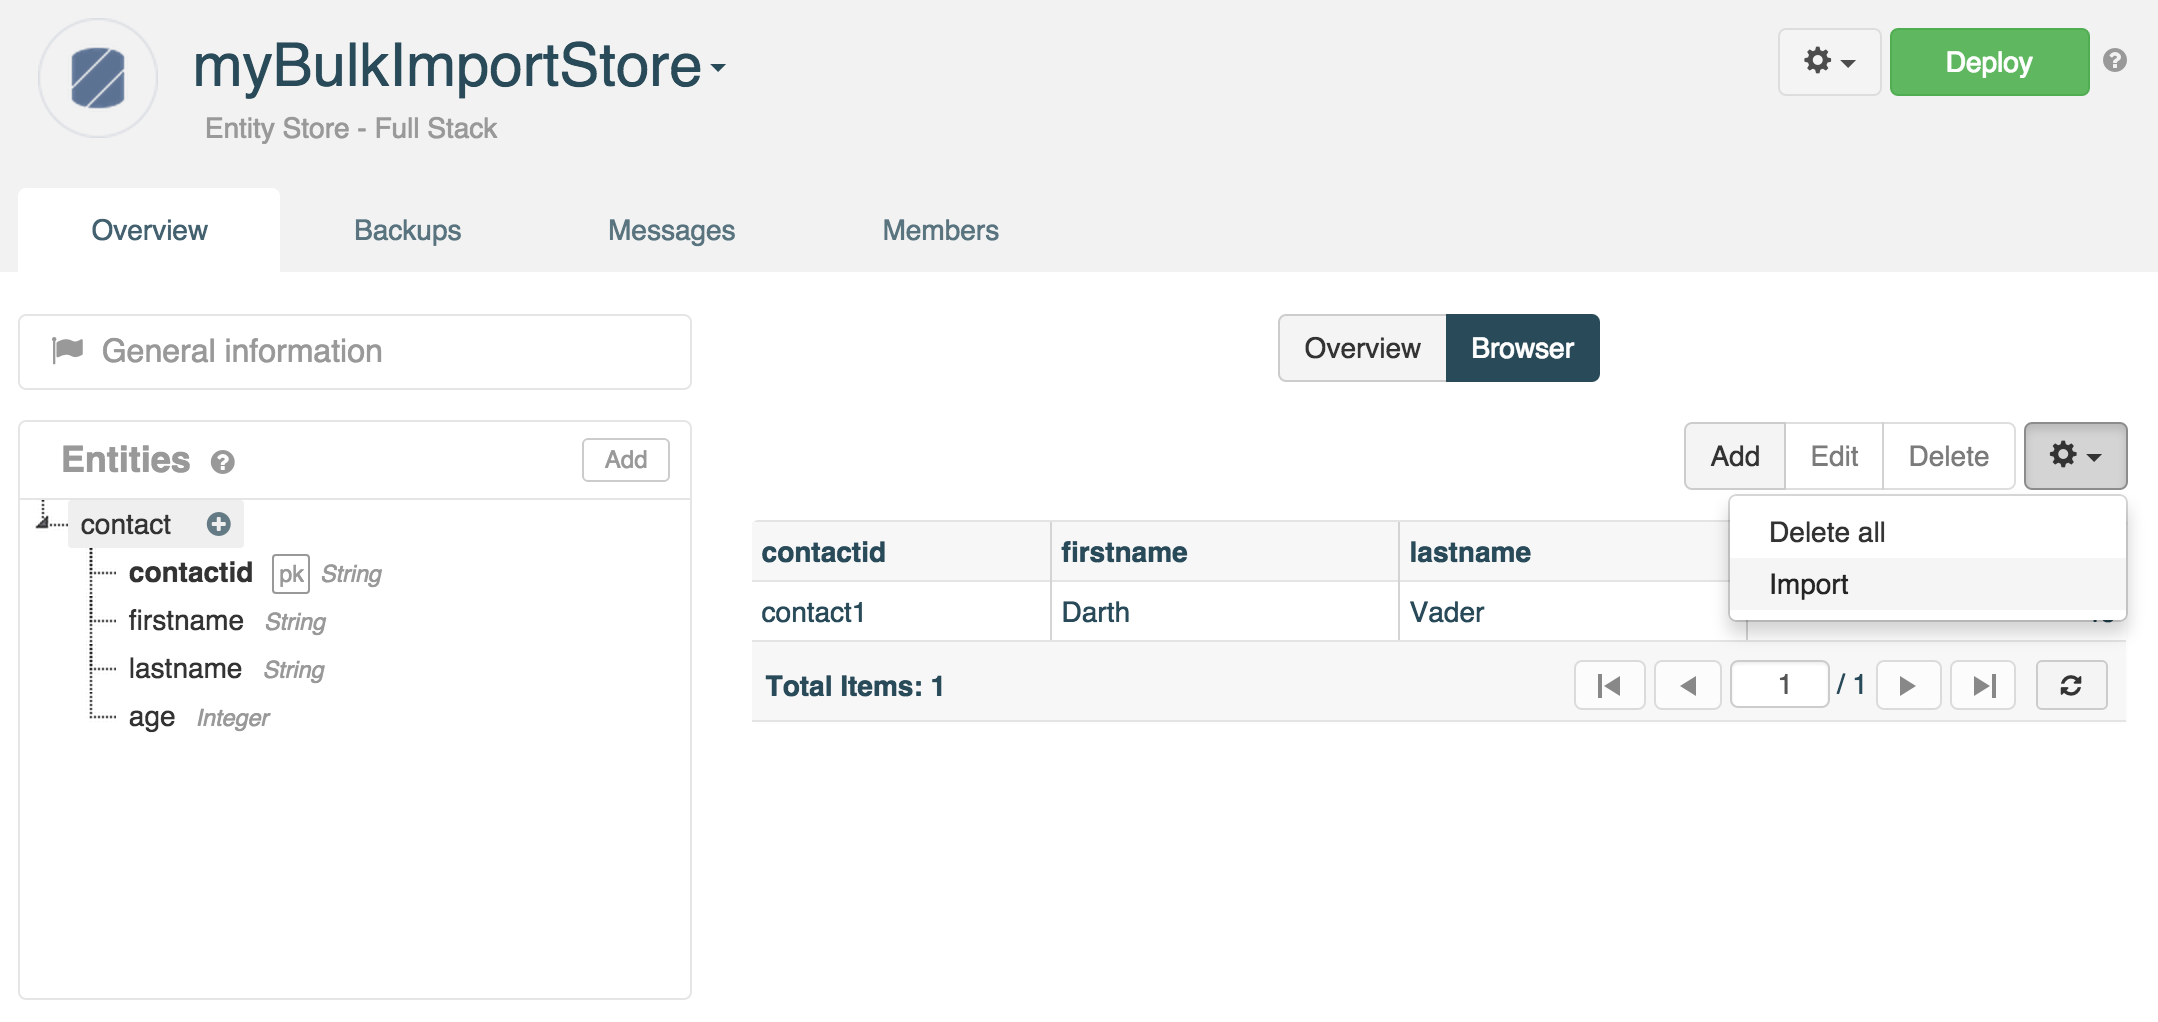 myBulkImportStore
Deploy
Entity Store - Full Stack
Overview Backups Messages Members
General information
Overview Browser
Entities Add
Add Edit Delete
Delete all
Import
contact
contactid pk String
firstname String
lastname String
age Integer
contactid firstname lastname
contact1 Darth Vader
Total Items: 1
1 / 1